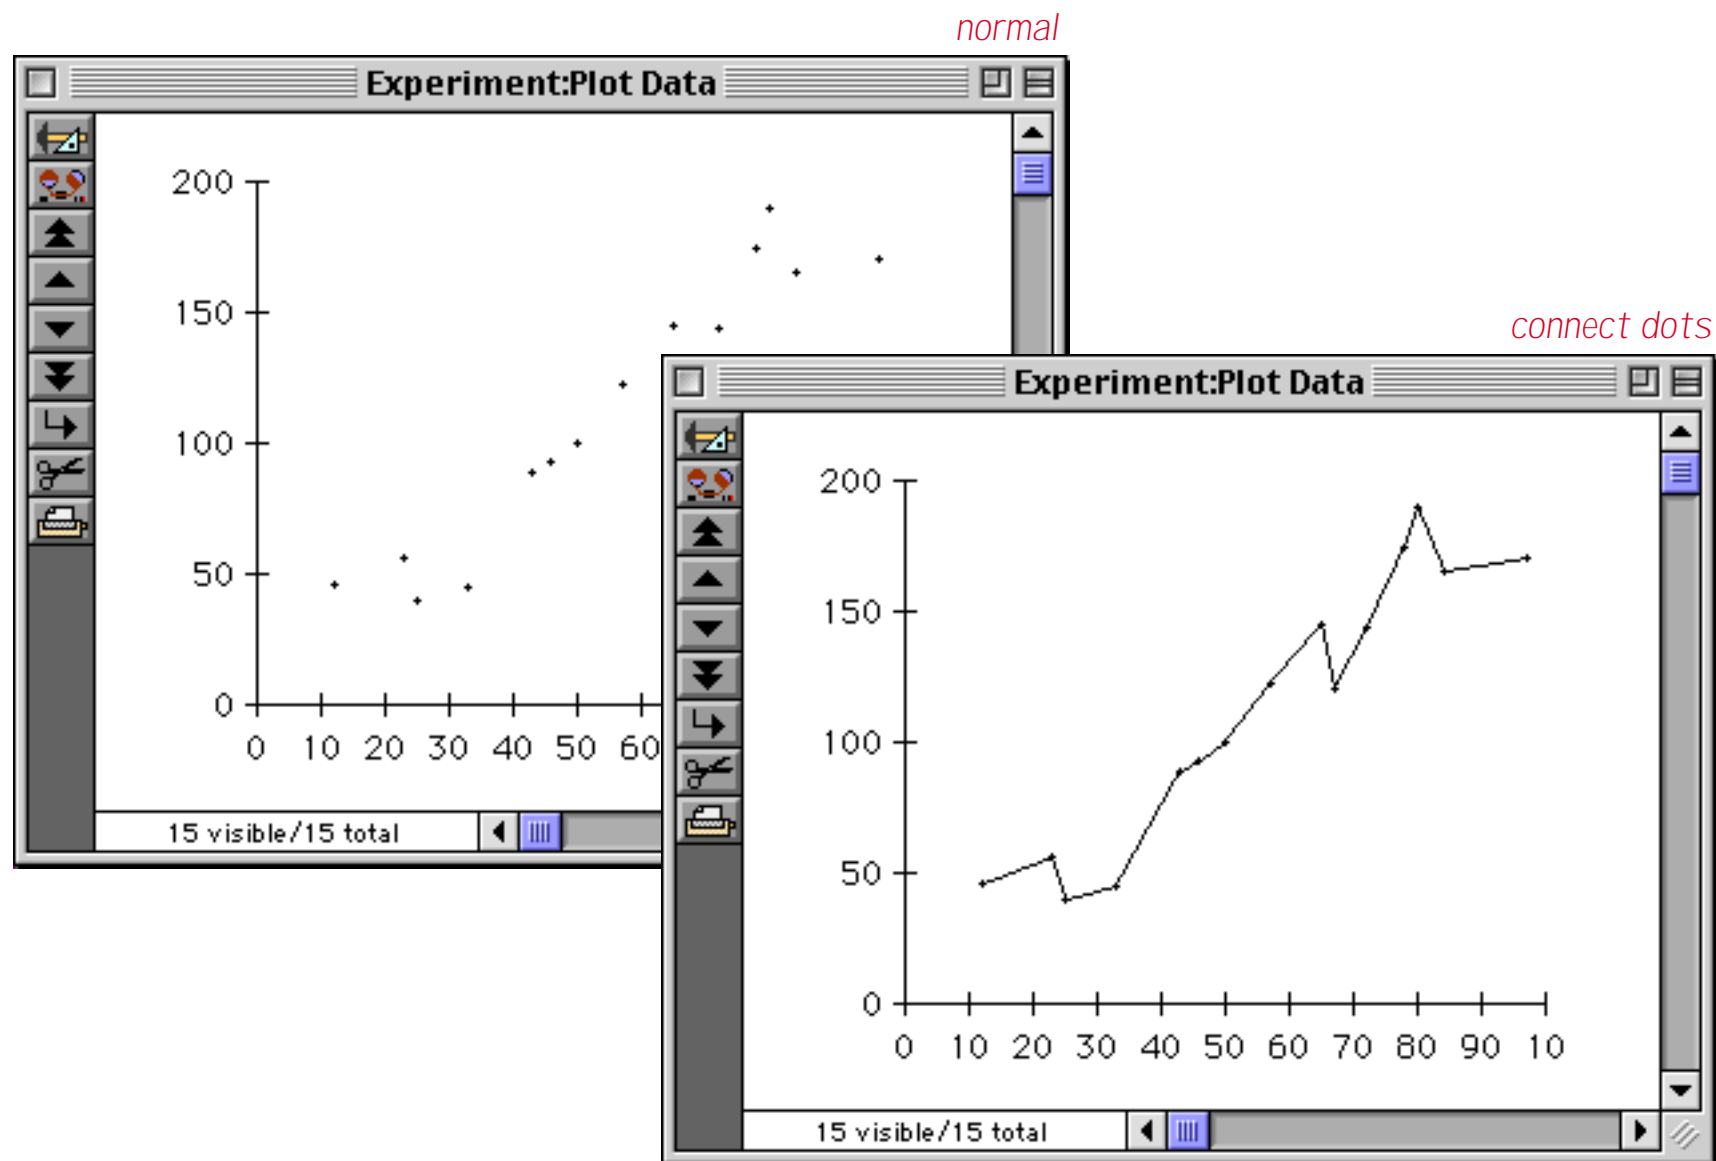 normal
Experiment:Plot Data
200
150
100
50
0
0 10 20 30 40 50 60
15 visible/15 total
connect dots
Experiment:Plot Data
200
150
100
50
0
0 10 20 30 40 50 60 70 80 90 10
15 visible/15 total